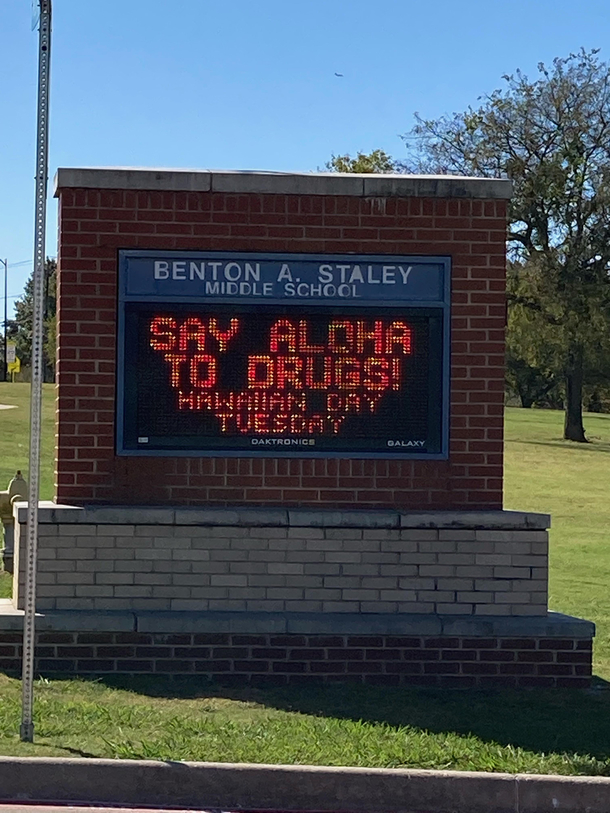 BENTON A. STALEY
MIDDLE SCHOOL
SAY ALOHA
TO DRUGS!
HAWAIIAN DAY
TUESDAY
DAKTRONICS
GALAXY